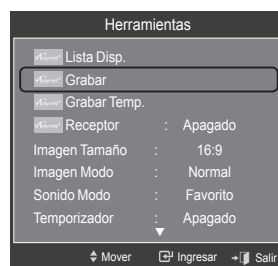 Herramientas
Lista Disp.
Grabar
Grabar Temp.
Receptor : Apagado
Imagen Tamaño : 16:9
Imagen Modo : Normal
Sonido Modo : Favorito
Temporizador : Apagado
Mover Ingresar Salir